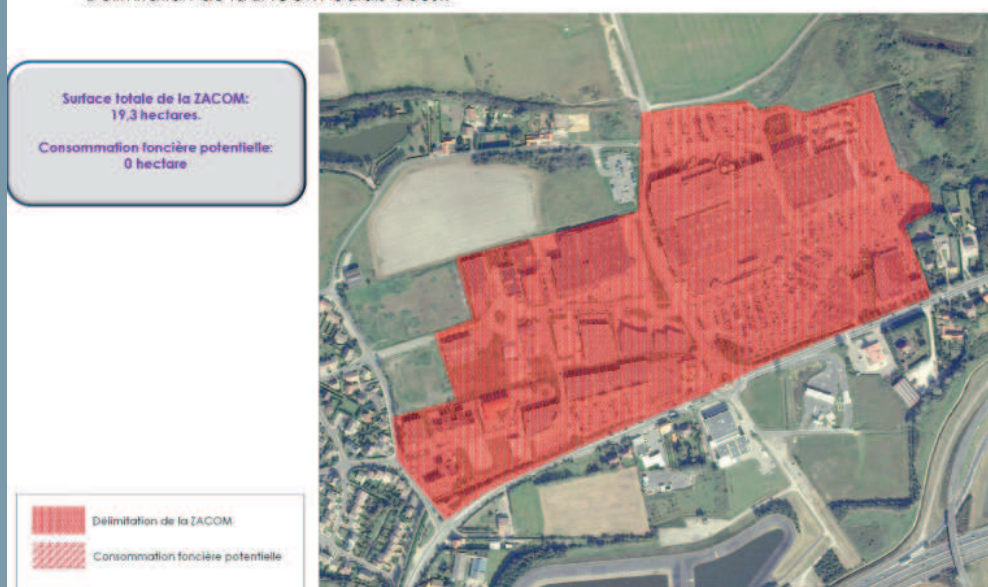 Surface totale de la ZACOM:
19,3 hectares.
Consommation foncière potentielle:
0 hectare
Délimitation de la ZACOM
Consommation foncière potentielle